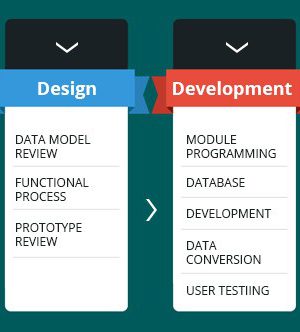 Design
DATA MODEL
REVIEW
FUNCTIONAL
PROCESS
PROTOTYPE
REVIEW
Development
MODULE
PROGRAMMING
DATABASE
DEVELOPMENT
DATA
CONVERSION
USER TESTIING